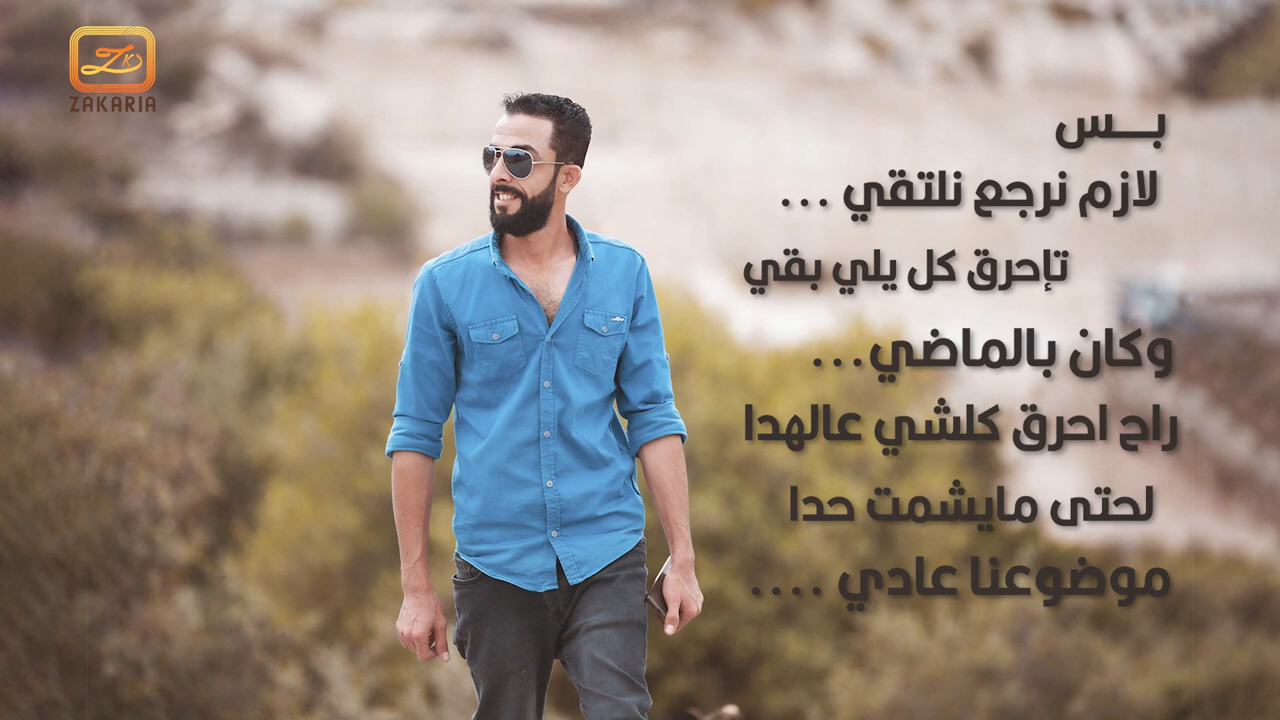 ZK
ZAKARIA
بـــس
لازم نرجع نلتقي ...
تإحرق كل يلي بقي
وكان بالماضي...
راح احرق كلشي عالهدا
لحتى مايشمت حدا
موضوعنا عادي ....